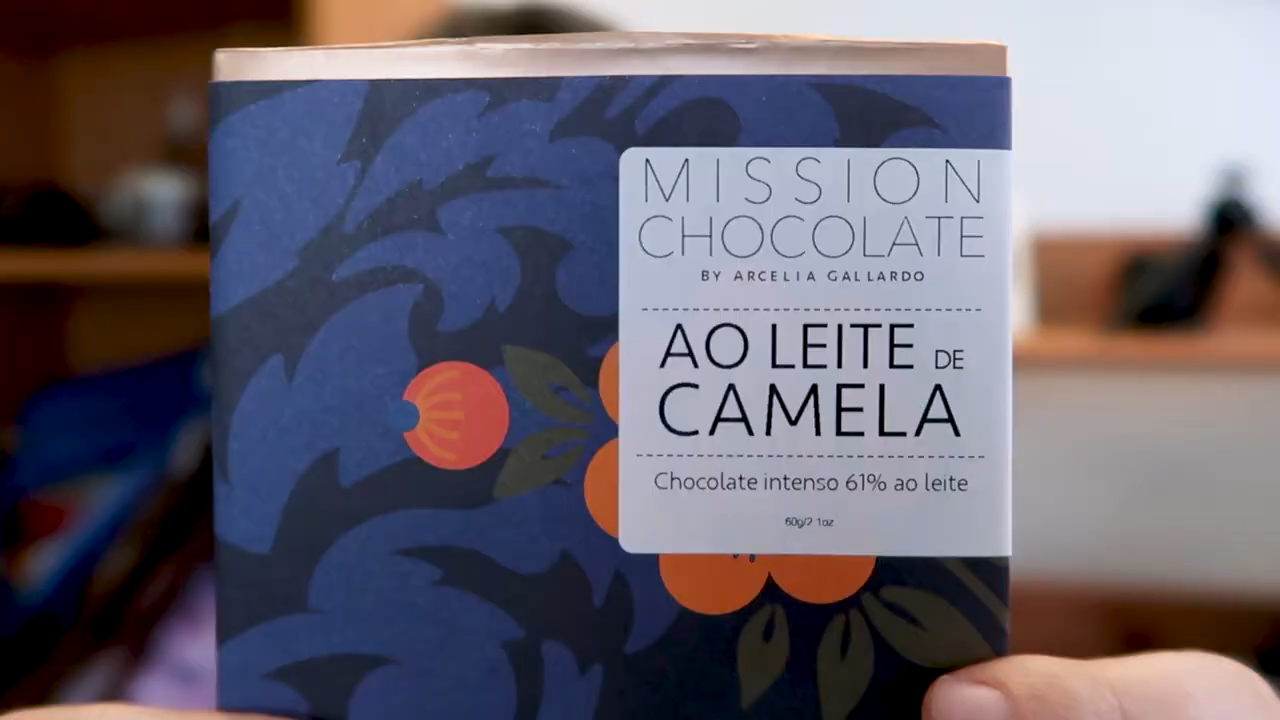 MISSION
CHOCOLATE
BY ARCELIA GALLARDO
AO LEITE DE
CAMELA
Chocolate intenso 61% ao leite
60g/2.1oz